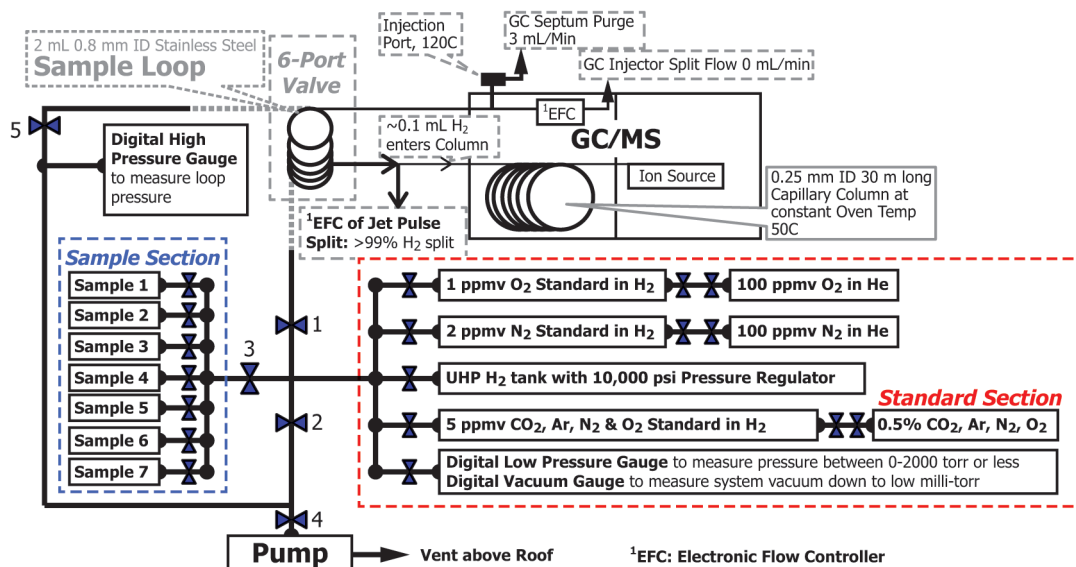 2 mL 0.8 mm ID Stainless Steel
Sample Loop
6-Port
Valve
Injection
Port, 120C
GC Septum Purge
3 mL/Min
GC Injector Split Flow 0 mL/min
¹EFC
GC/MS
~0.1 mL H₂
enters Column
Ion Source
5
Digital High
Pressure Gauge
to measure loop
pressure
0.25 mm ID 30 m long
Capillary Column at
constant Oven Temp
50C
¹EFC of Jet Pulse
Split: >99% H₂ split
Sample Section
Sample 1
Sample 2
Sample 3
Sample 4
Sample 5
Sample 6
Sample 7
1
3
2
4
1 ppmv O₂ Standard in H₂
100 ppmv O₂ in He
2 ppmv N₂ Standard in H₂
100 ppmv N₂ in He
UHP H₂ tank with 10,000 psi Pressure Regulator
Standard Section
5 ppmv CO₂, Ar, N₂ & O₂ Standard in H₂
0.5% CO₂, Ar, N₂, O₂
Digital Low Pressure Gauge to measure pressure between 0-2000 torr or less
Digital Vacuum Gauge to measure system vacuum down to low milli-torr
Pump
Vent above Roof
¹EFC: Electronic Flow Controller